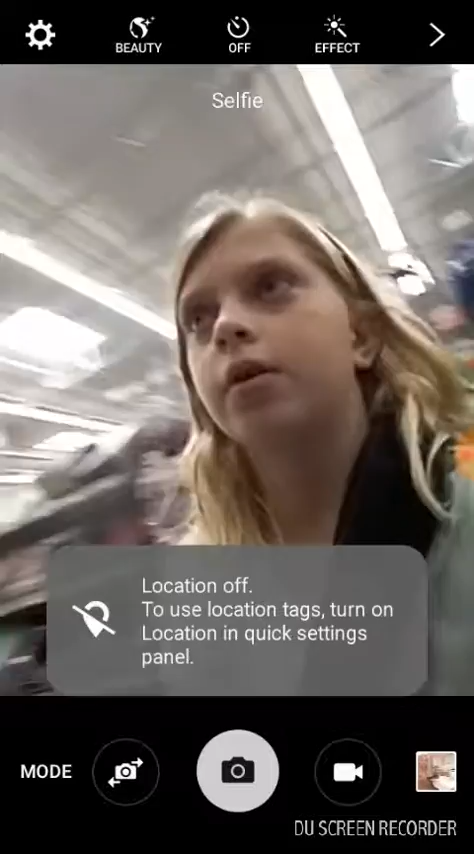 BEAUTY
OFF
EFFECT
Selfie
Location off.
To use location tags, turn on
Location in quick settings
panel.
MODE
DU SCREEN RECORDER